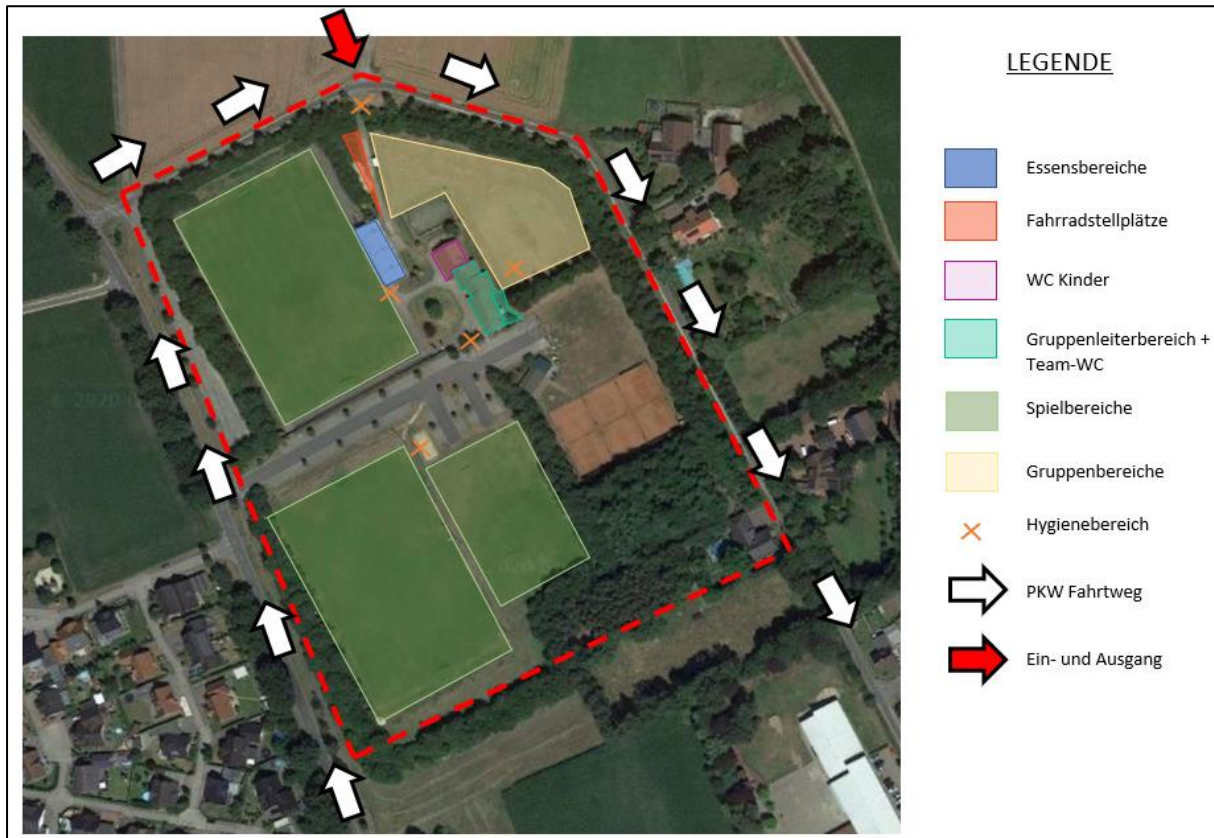 LEGENDE
Essensbereiche
Fahrradstellplätze
WC Kinder
Gruppenleiterbereich +
Team-WC
Spielbereiche
Gruppenbereiche
Hygienebereich
PKW Fahrtweg
Ein- und Ausgang